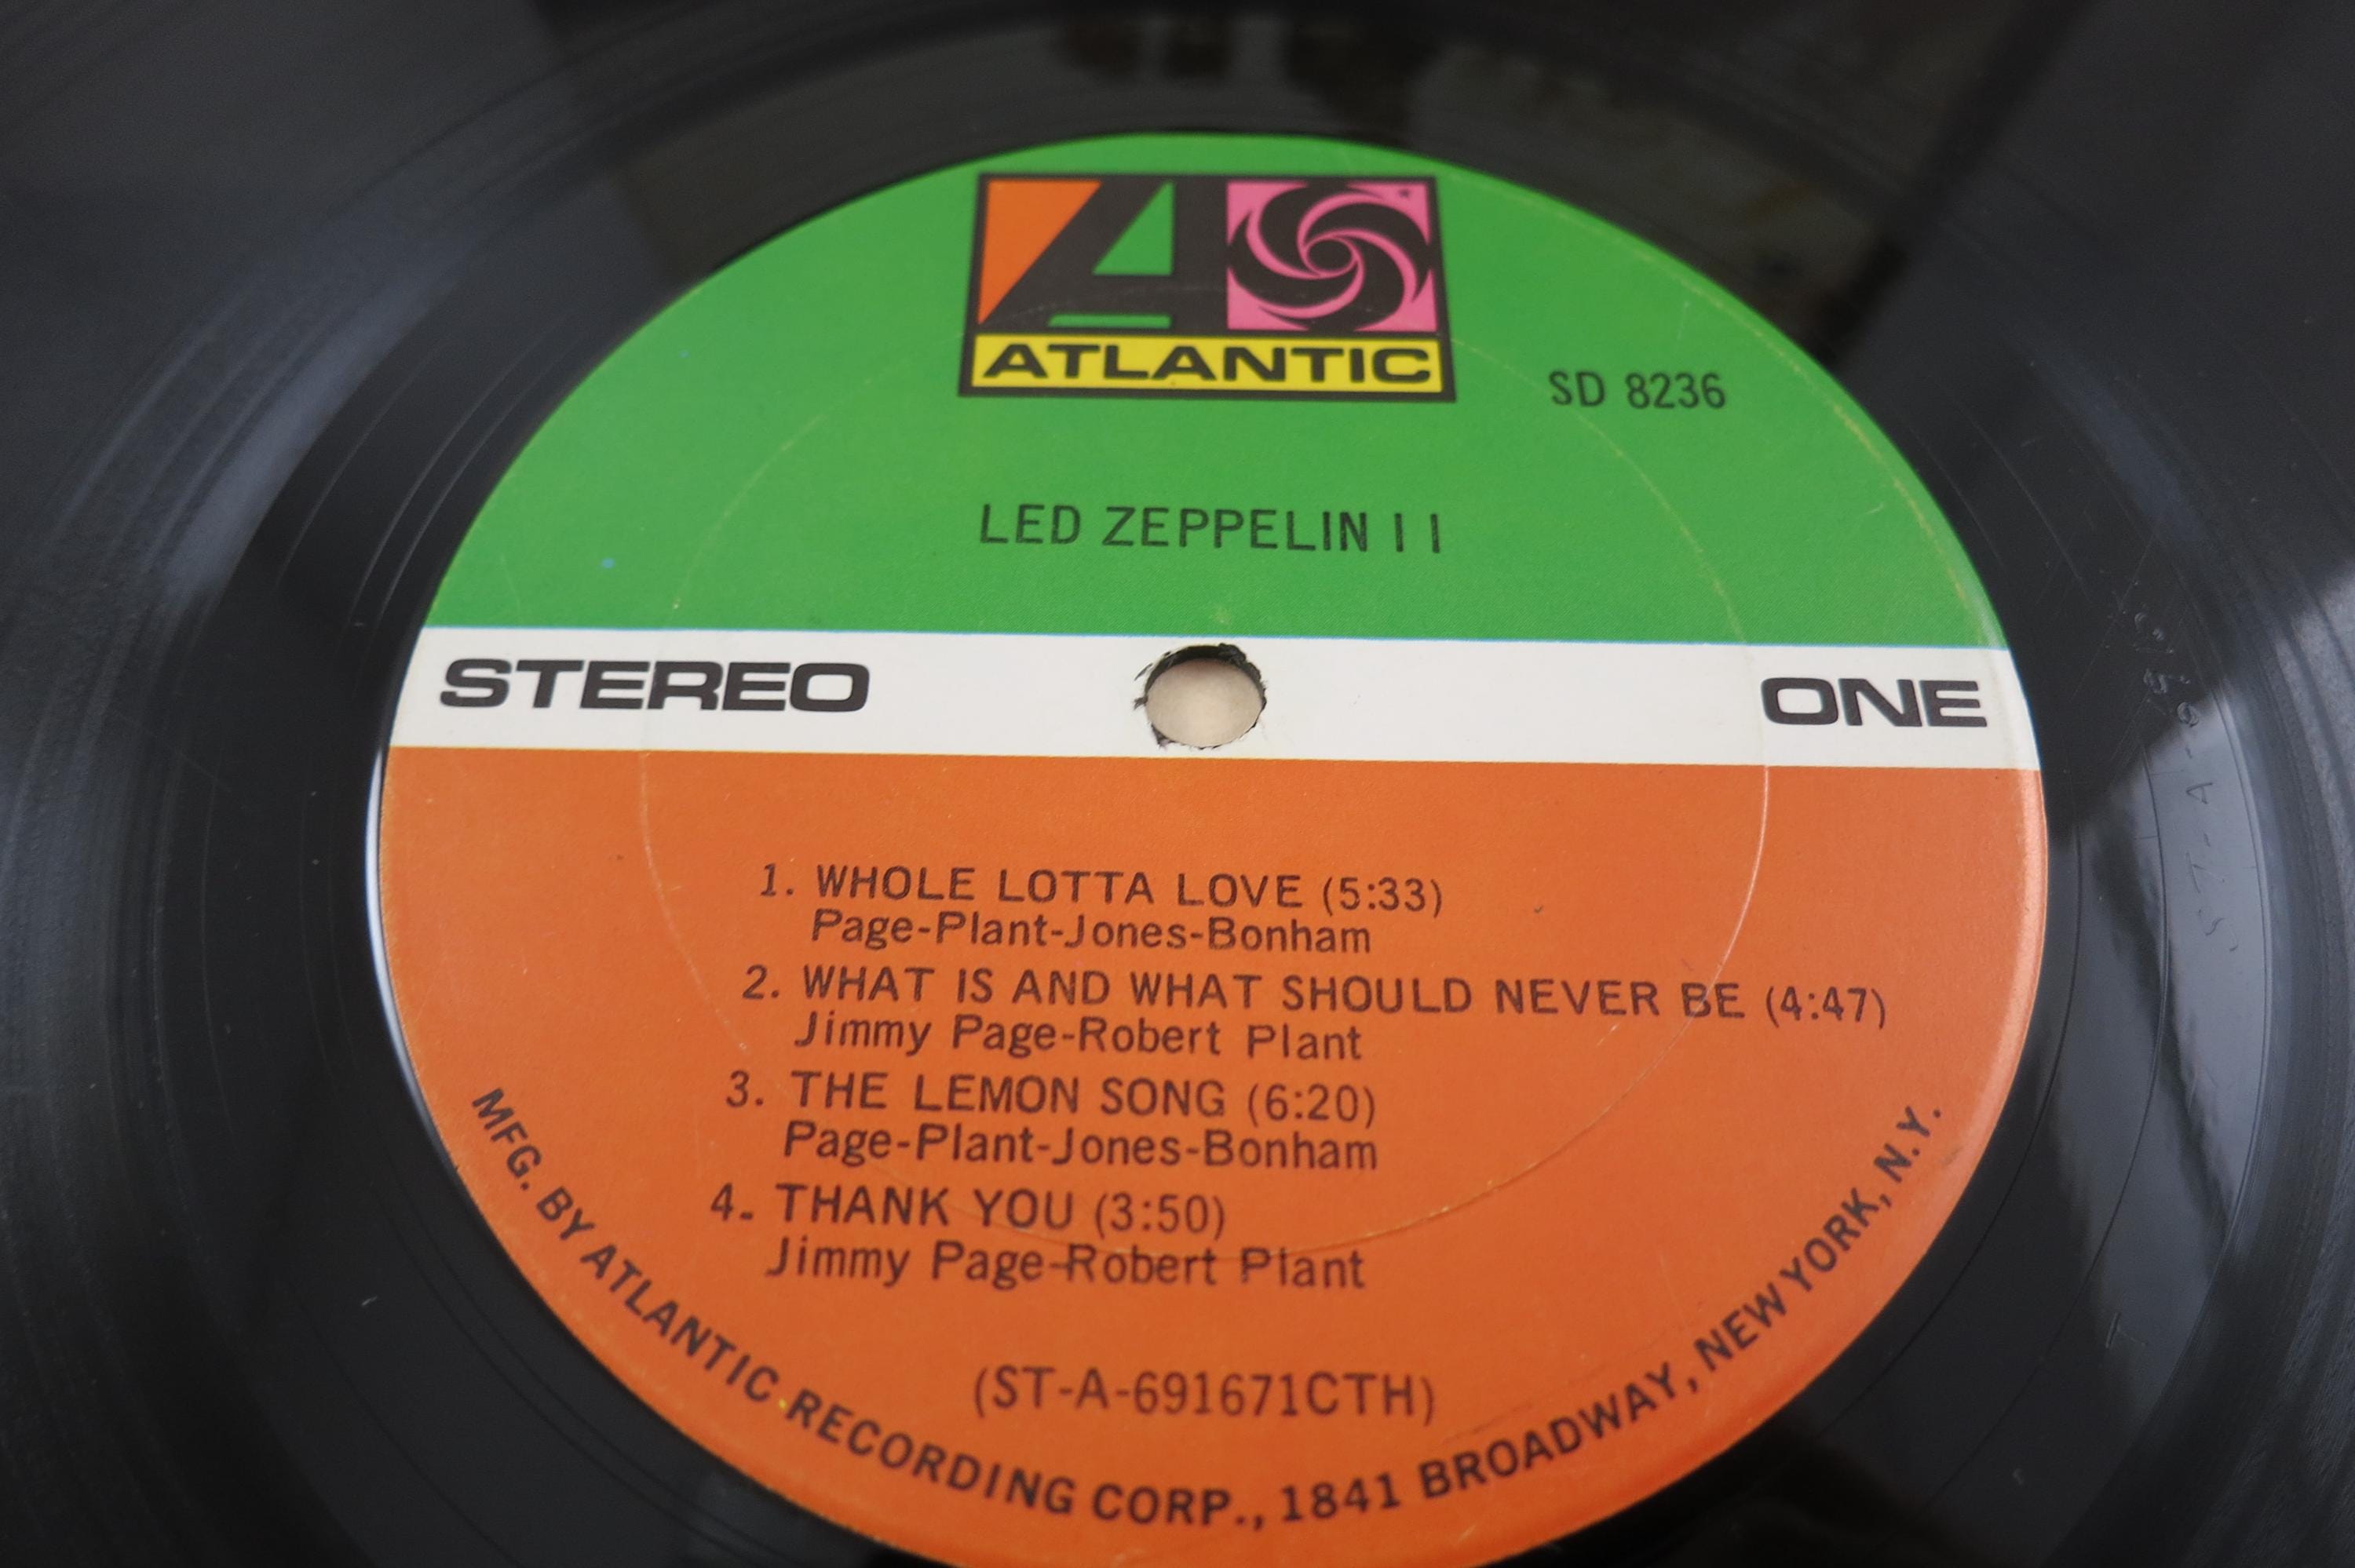 ATLANTIC
SD 8236
LED ZEPPELIN II
STEREO
ONE
1. WHOLE LOTTA LOVE (5:33)
Page-Plant-Jones-Bonham
2. WHAT IS AND WHAT SHOULD NEVER BE (4:47)
Jimmy Page-Robert Plant
3. THE LEMON SONG (6:20)
Page-Plant-Jones-Bonham
4. THANK YOU (3:50)
Jimmy Page-Robert Plant
(ST-A-691671CTH)
MFG. BY ATLANTIC RECORDING CORP., 1841 BROADWAY, NEW YORK, N.Y.